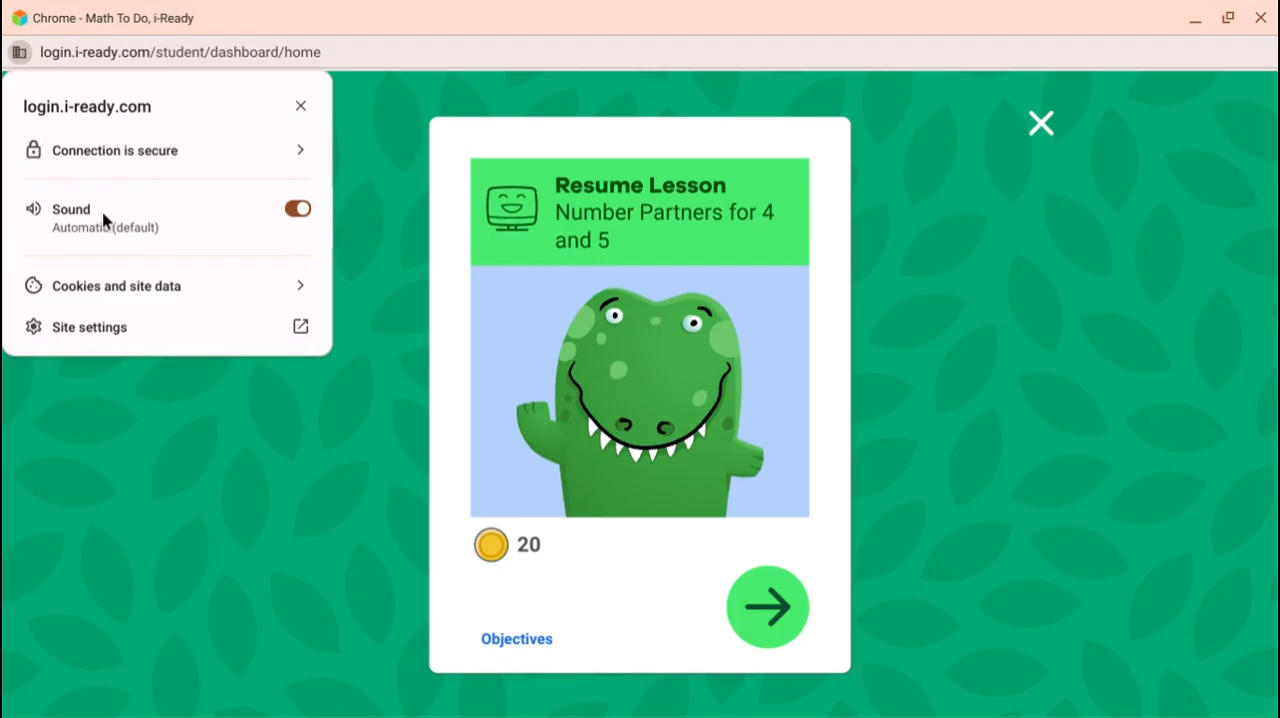 Chrome - Math To Do, i-Ready
login.i-ready.com/student/dashboard/home
login.i-ready.com
Connection is secure
Sound
Automatic (default)
Cookies and site data
Site settings
Resume Lesson
Number Partners for 4
and 5
20
Objectives